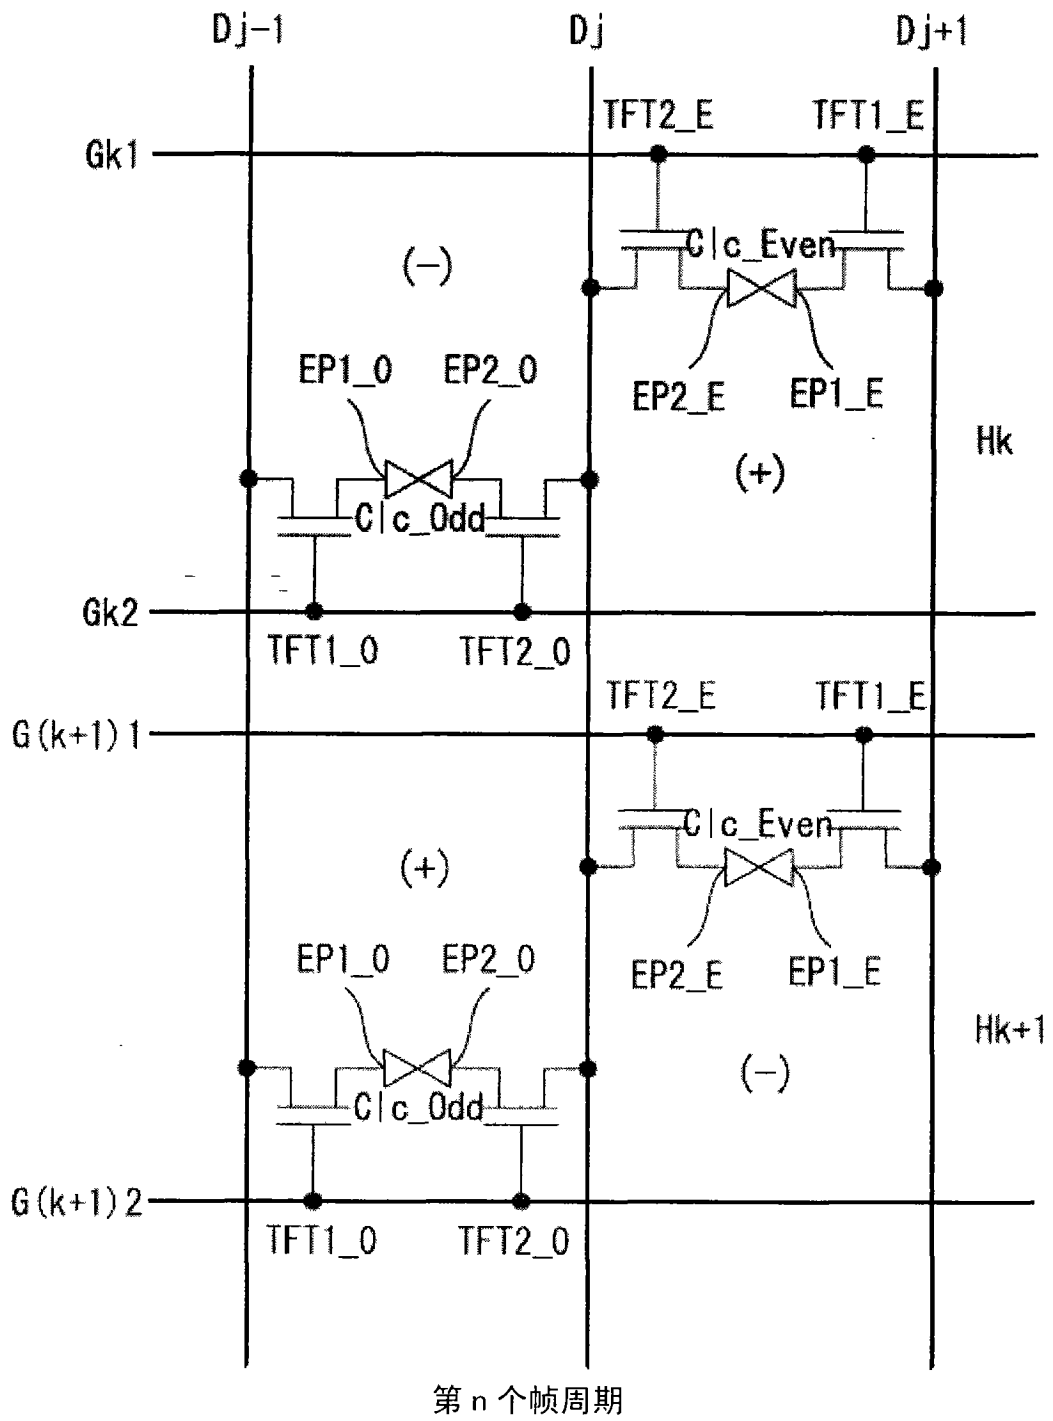 Dj-1 Dj Dj+1
TFT2_E TFT1_E
Gk1
Clc_Even
(-)
EP1_O EP2_O
EP2_E EP1_E
Hk
(+)
Clc_Odd
Gk2
TFT1_O TFT2_O
TFT2_E TFT1_E
G(k+1)1
Clc_Even
(+)
EP1_O EP2_O
EP2_E EP1_E
Hk+1
(-)
Clc_Odd
G(k+1)2
TFT1_O TFT2_O
第 n 个帧周期